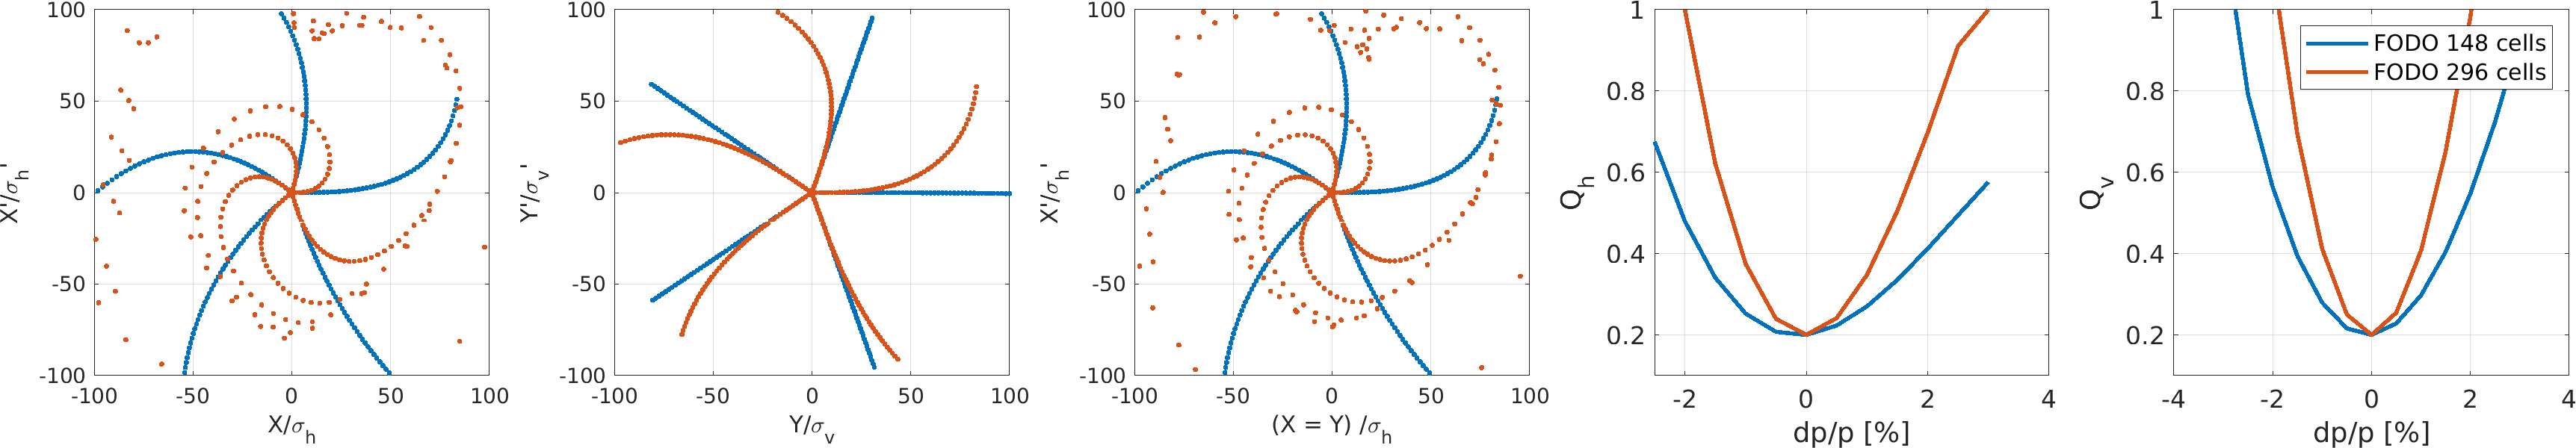 100
50
0
-50
-100
-100 -50 0 50 100
X/σh
X'/σh'
100
50
0
-50
-100
-100 -50 0 50 100
Y/σv
Y'/σv'
100
50
0
-50
-100
-100 -50 0 50 100
(X = Y) /σh
X'/σh'
1
0.8
0.6
0.4
0.2
-2 0 2 4
dp/p [%]
Qh
1
0.8
0.6
0.4
0.2
-4 -2 0 2 4
dp/p [%]
Qv
FODO 148 cells
FODO 296 cells